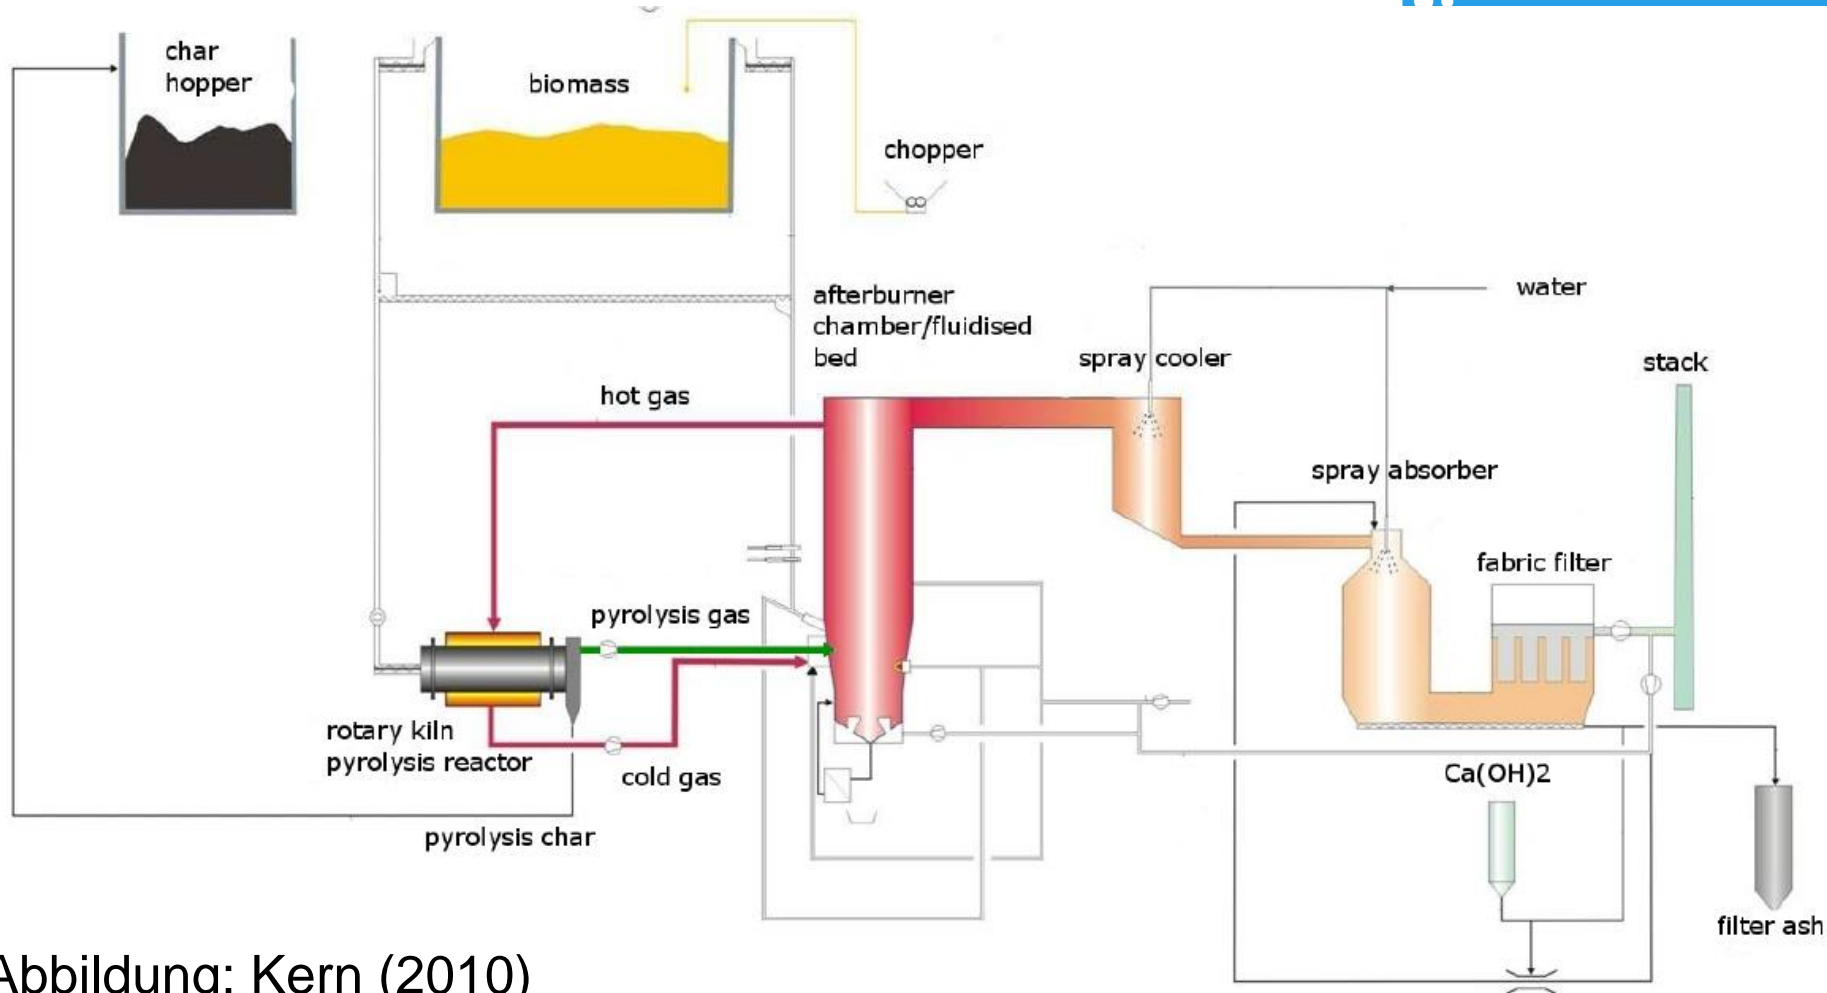 char
hopper
biomass
chopper
afterburner
chamber/fluidised
bed
water
spray cooler
stack
hot gas
spray absorber
fabric filter
pyrolysis gas
rotary kiln
pyrolysis reactor
cold gas
Ca(OH)2
pyrolysis char
filter ash
Abbildung: Kern (2010)